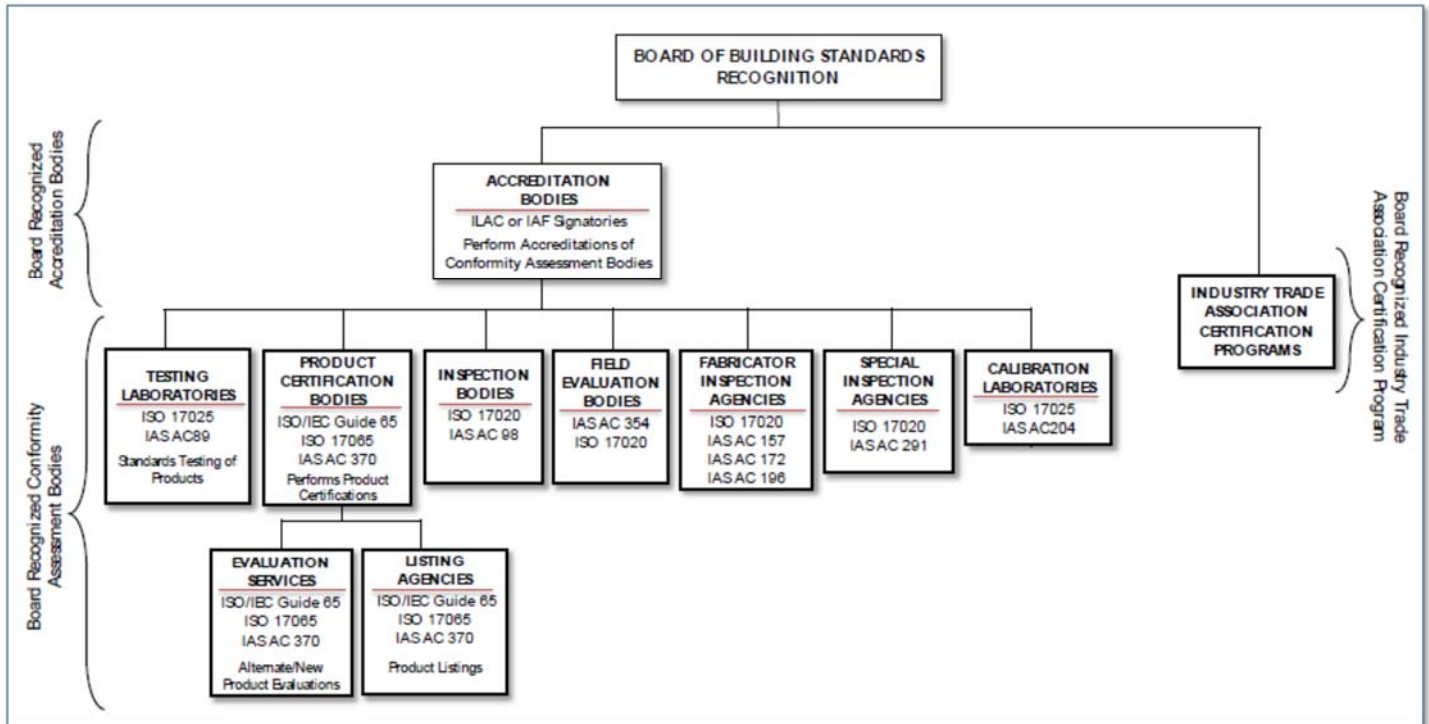 BOARD OF BUILDING STANDARDS
RECOGNITION
Board Recognized
Accreditation Bodies
ACCREDITATION
BODIES
ILAC or IAF Signatories
Perform Accreditations of
Conformity Assessment Bodies
INDUSTRY TRADE
ASSOCIATION
CERTIFICATION
PROGRAMS
Board Recognized Industry Trade
Association Certification Program
Board Recognized Conformity
Assessment Bodies
TESTING
LABORATORIES
ISO 17025
IAS AC89
Standards Testing of
Products
PRODUCT
CERTIFICATION
BODIES
ISO/IEC Guide 65
ISO 17065
IAS AC 370
Performs Product
Certifications
INSPECTION
BODIES
ISO 17020
IAS AC 98
FIELD
EVALUATION
BODIES
IAS AC 354
ISO 17020
FABRICATOR
INSPECTION
AGENCIES
ISO 17020
IAS AC 157
IAS AC 172
IAS AC 196
SPECIAL
INSPECTION
AGENCIES
ISO 17020
IAS AC 291
CALIBRATION
LABORATORIES
ISO 17025
IAS AC204
EVALUATION
SERVICES
ISO/IEC Guide 65
ISO 17065
IAS AC 370
Alternate/New
Product Evaluations
LISTING
AGENCIES
ISO/IEC Guide 65
ISO 17065
IAS AC 370
Product Listings